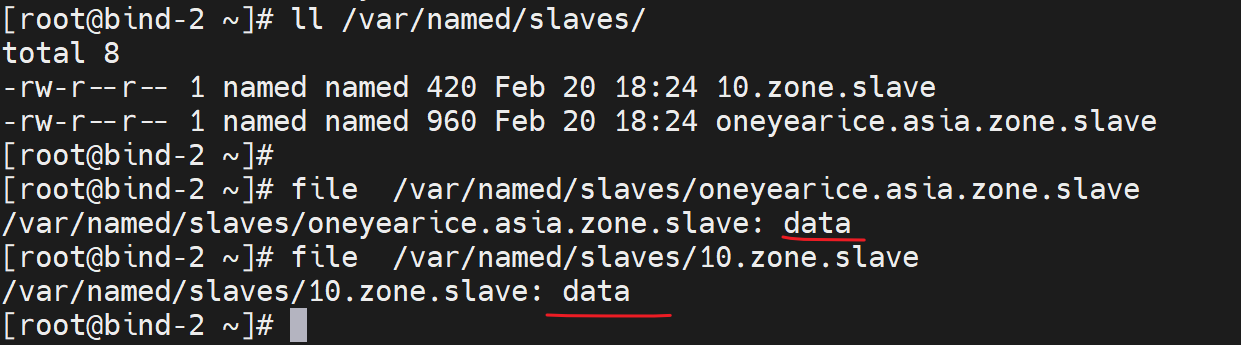 [root@bind-2 ~]# ll /var/named/slaves/
total 8
-rw-r--r-- 1 named named 420 Feb 20 18:24 10.zone.slave
-rw-r--r-- 1 named named 960 Feb 20 18:24 oneyearice.asia.zone.slave
[root@bind-2 ~]#
[root@bind-2 ~]# file  /var/named/slaves/oneyearice.asia.zone.slave
/var/named/slaves/oneyearice.asia.zone.slave: data
[root@bind-2 ~]# file  /var/named/slaves/10.zone.slave
/var/named/slaves/10.zone.slave: data
[root@bind-2 ~]#